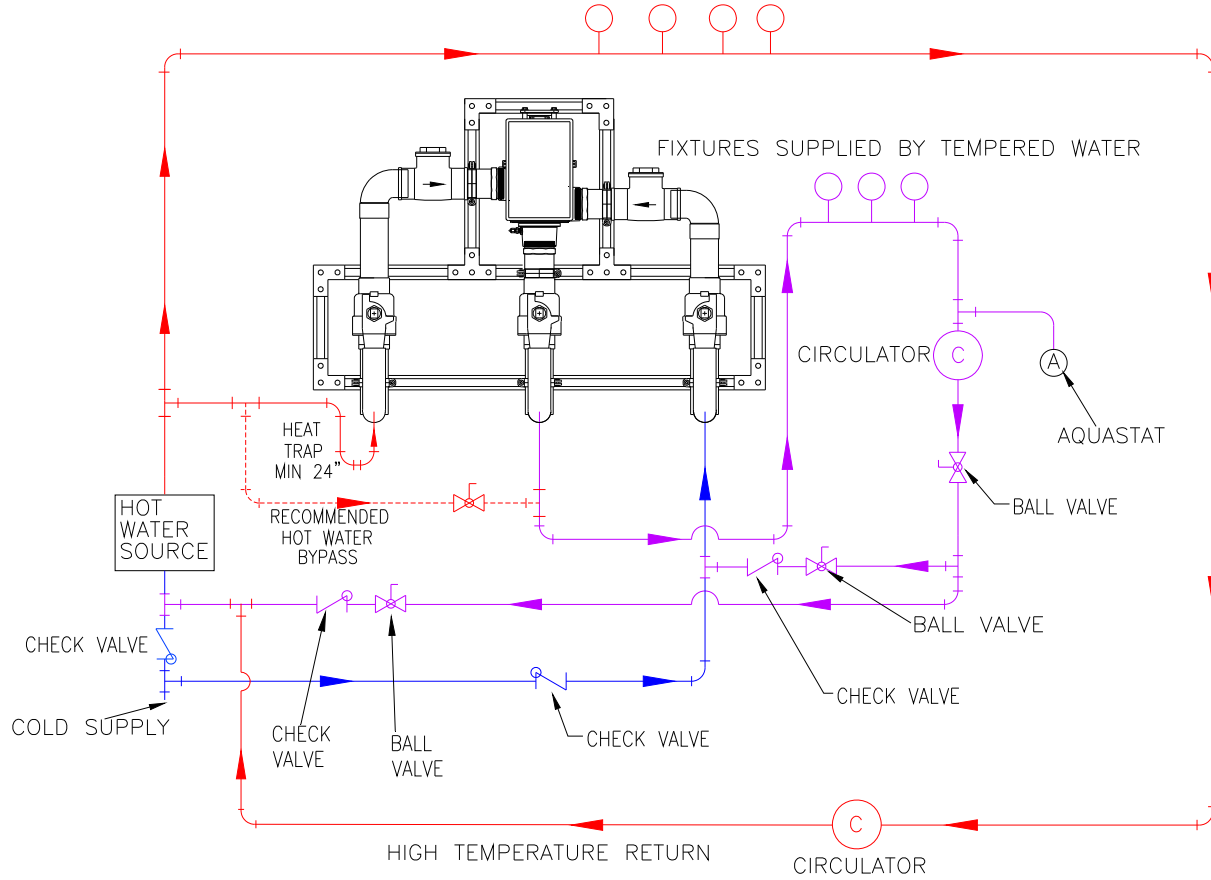 FIXTURES SUPPLIED BY TEMPERED WATER
CIRCULATOR
C
A
AQUASTAT
HEAT
TRAP
MIN 24"
BALL VALVE
HOT
WATER
SOURCE
RECOMMENDED
HOT WATER
BYPASS
BALL VALVE
CHECK VALVE
CHECK VALVE
COLD SUPPLY
CHECK
VALVE
BALL
VALVE
CHECK VALVE
C
HIGH TEMPERATURE RETURN
CIRCULATOR